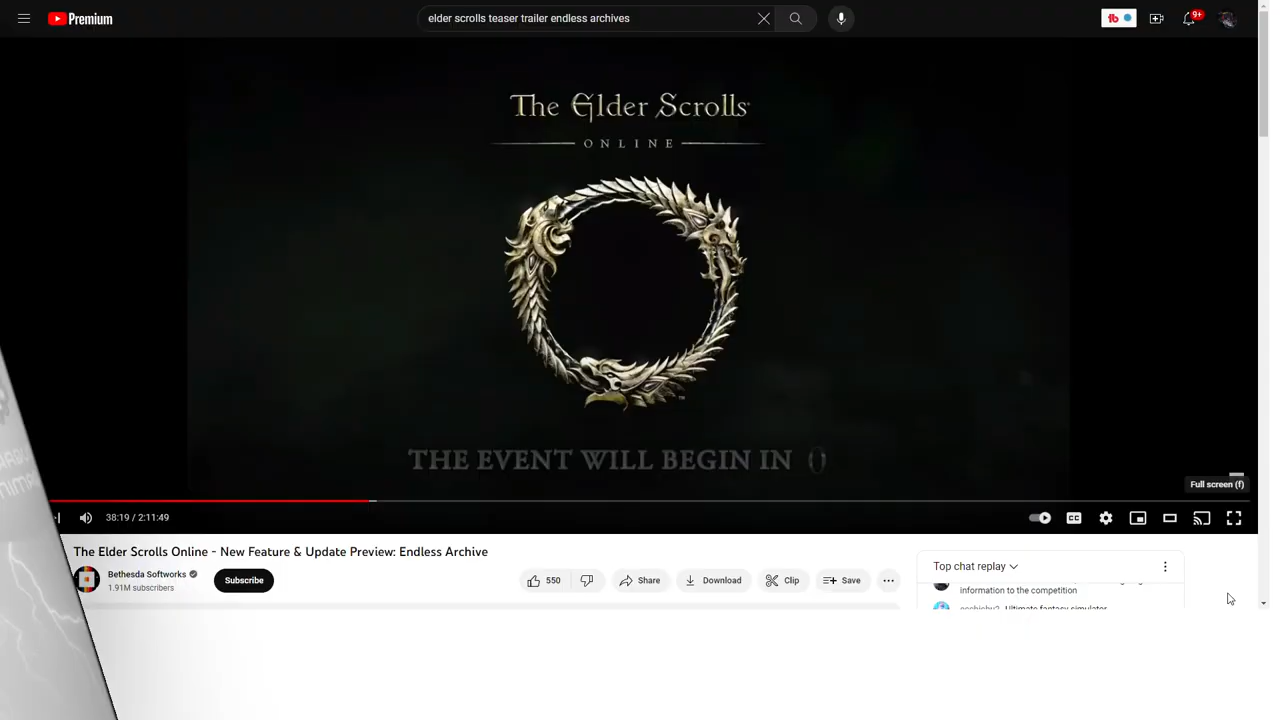 Premium
elder scrolls teaser trailer endless archives
9+
The Elder Scrolls
ONLINE
THE EVENT WILL BEGIN IN 0
Full screen (f)
38:19 / 2:11:49
CC
The Elder Scrolls Online - New Feature & Update Preview: Endless Archive
Bethesda Softworks
1.91M subscribers
Subscribe
550
Share
Download
Clip
Save
Top chat replay
information to the competition
Ultimate fantasy simulator